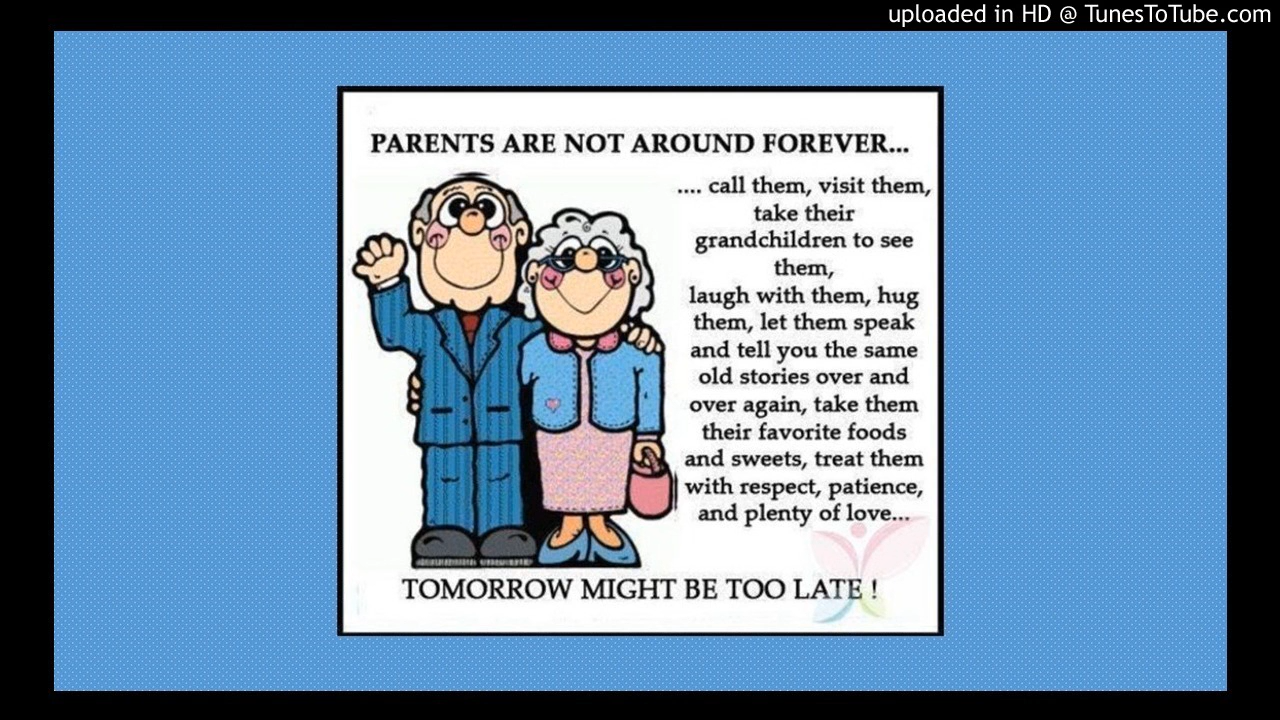 uploaded in HD @ TunesToTube.com
PARENTS ARE NOT AROUND FOREVER...
.... call them, visit them,
take their
grandchildren to see
them,
laugh with them, hug
them, let them speak
and tell you the same
old stories over and
over again, take them
their favorite foods
and sweets, treat them
with respect, patience,
and plenty of love...
TOMORROW MIGHT BE TOO LATE !